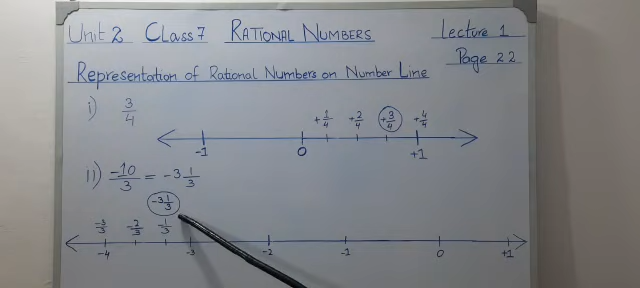 Unit 2 Class 7 RATIONAL NUMBERS Lecture 1
Page 22
Representation of Rational Numbers on Number Line
i) 3/4
+1/4 +2/4 +3/4 +4/4
-1 0 +1
ii) -10/3 = -3 1/3
-3 1/3
-3/3 -2/3 1/3
-4 -3 -2 -1 0 +1